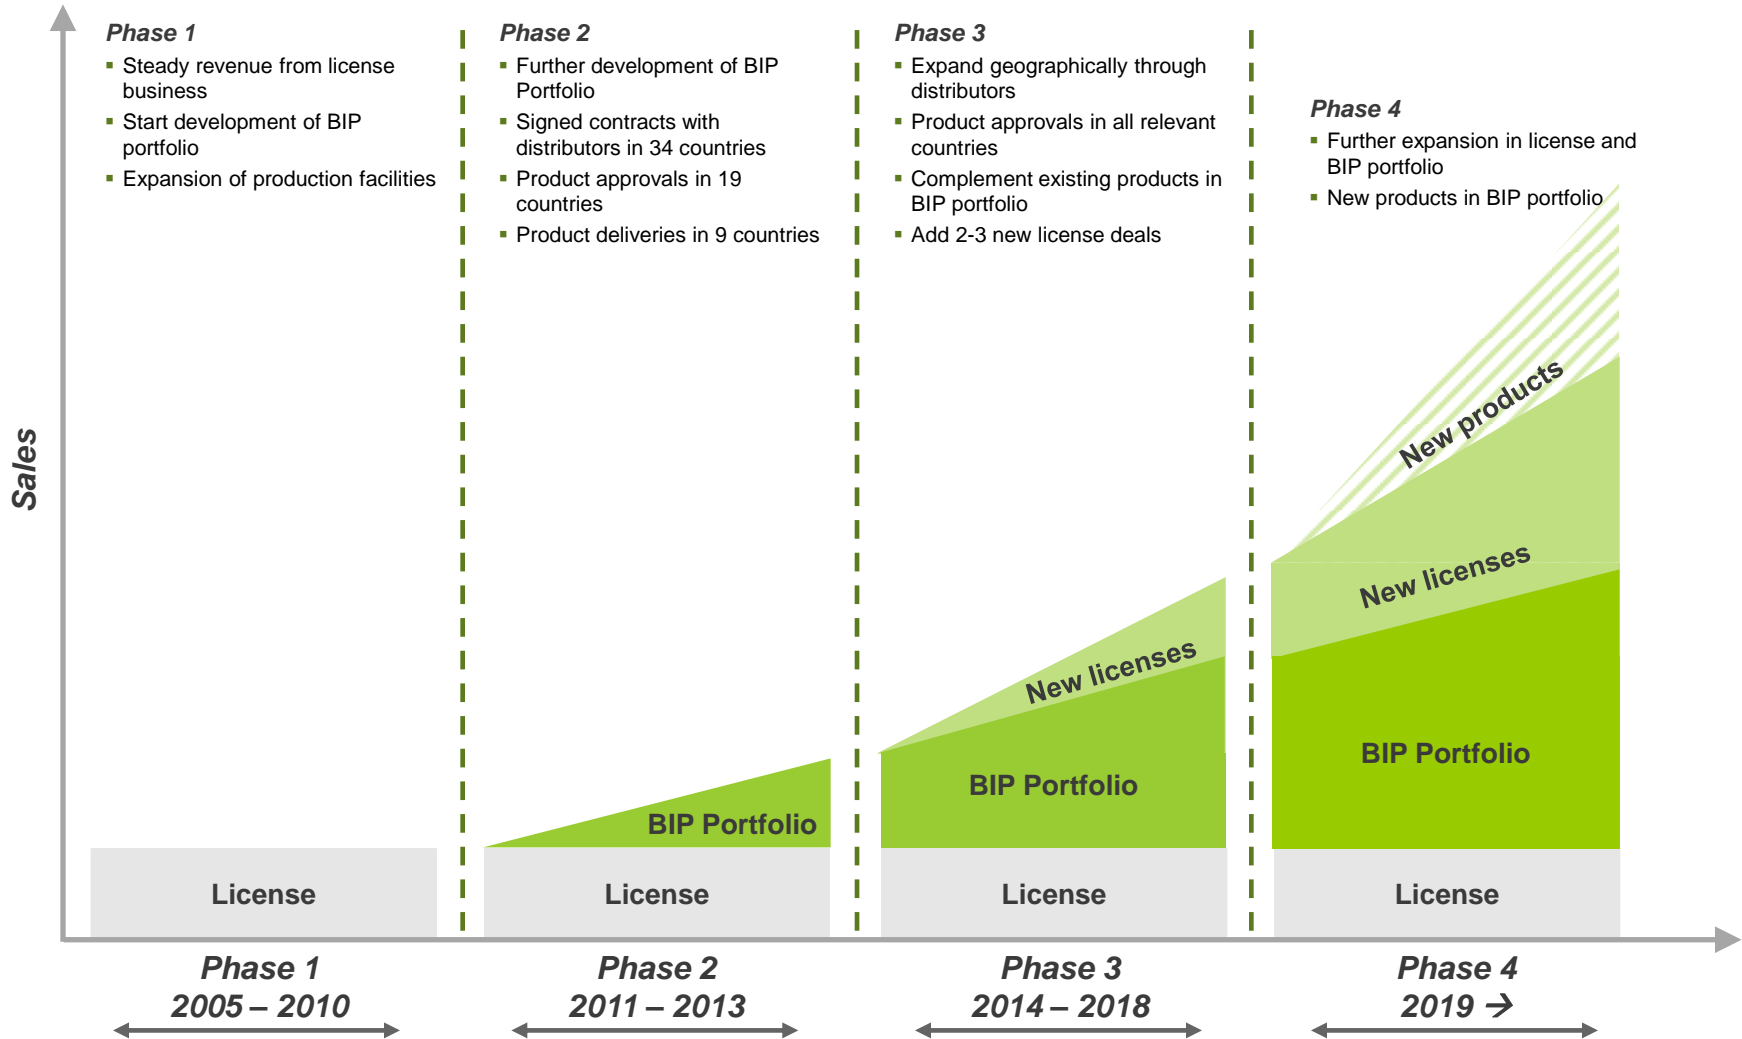 Phase 1
▪ Steady revenue from license
business
▪ Start development of BIP
portfolio
▪ Expansion of production facilities
Phase 2
▪ Further development of BIP
Portfolio
▪ Signed contracts with
distributors in 34 countries
▪ Product approvals in 19
countries
▪ Product deliveries in 9 countries
Phase 3
▪ Expand geographically through
distributors
▪ Product approvals in all relevant
countries
▪ Complement existing products in
BIP portfolio
▪ Add 2-3 new license deals
Phase 4
▪ Further expansion in license and
BIP portfolio
▪ New products in BIP portfolio
Sales
License
BIP Portfolio
License
New licenses
BIP Portfolio
License
New products
New licenses
BIP Portfolio
License
Phase 1
2005 – 2010
Phase 2
2011 – 2013
Phase 3
2014 – 2018
Phase 4
2019 →